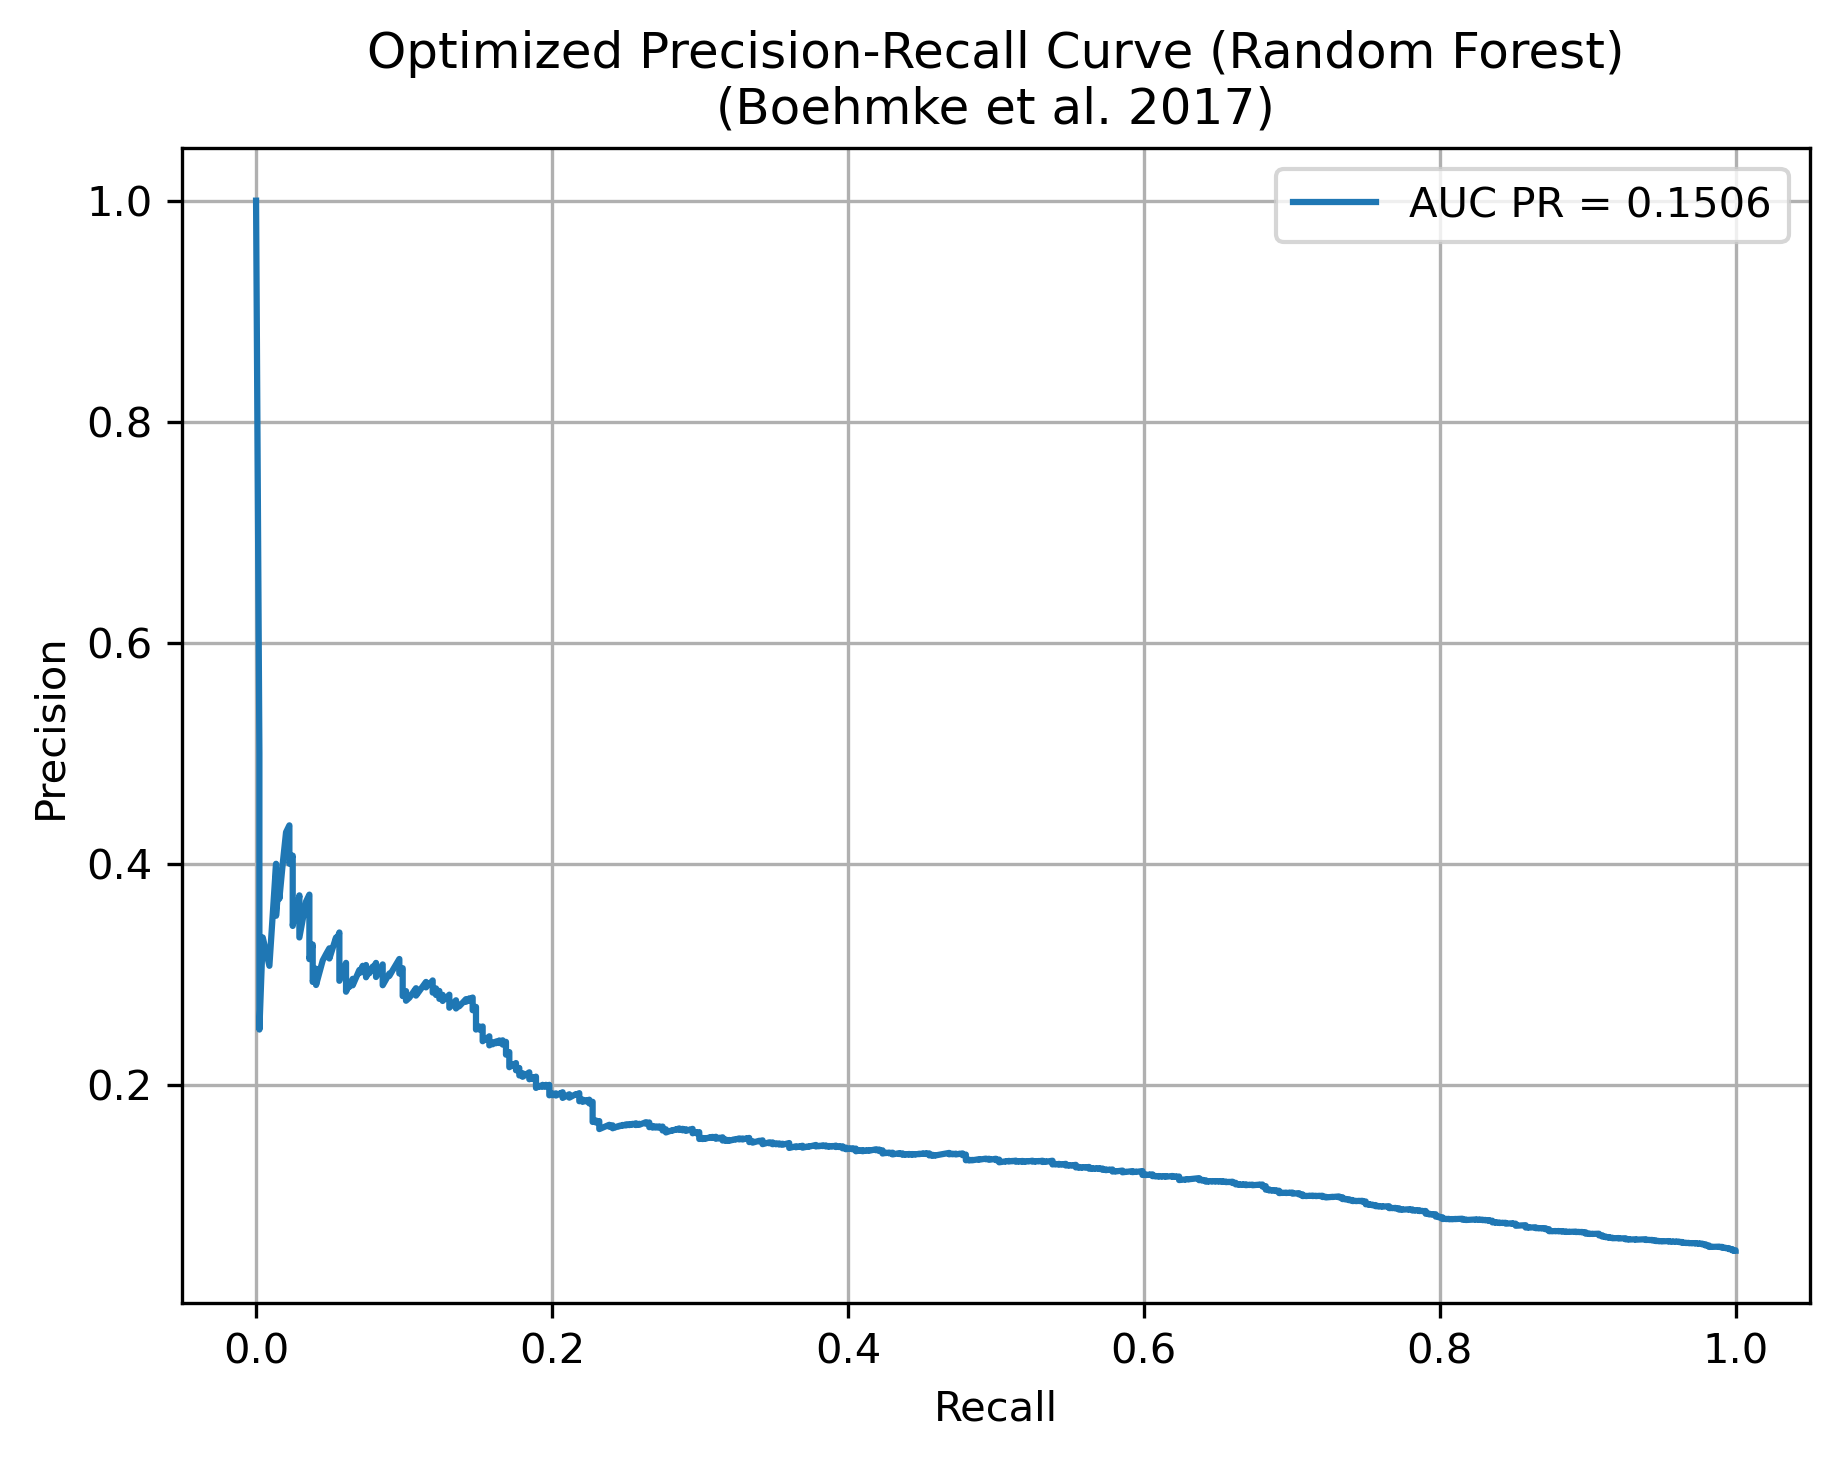 Optimized Precision-Recall Curve (Random Forest)
(Boehmke et al. 2017)
AUC PR = 0.1506
Precision
1.0
0.8
0.6
0.4
0.2
0.0
0.2
0.4
0.6
0.8
1.0
Recall